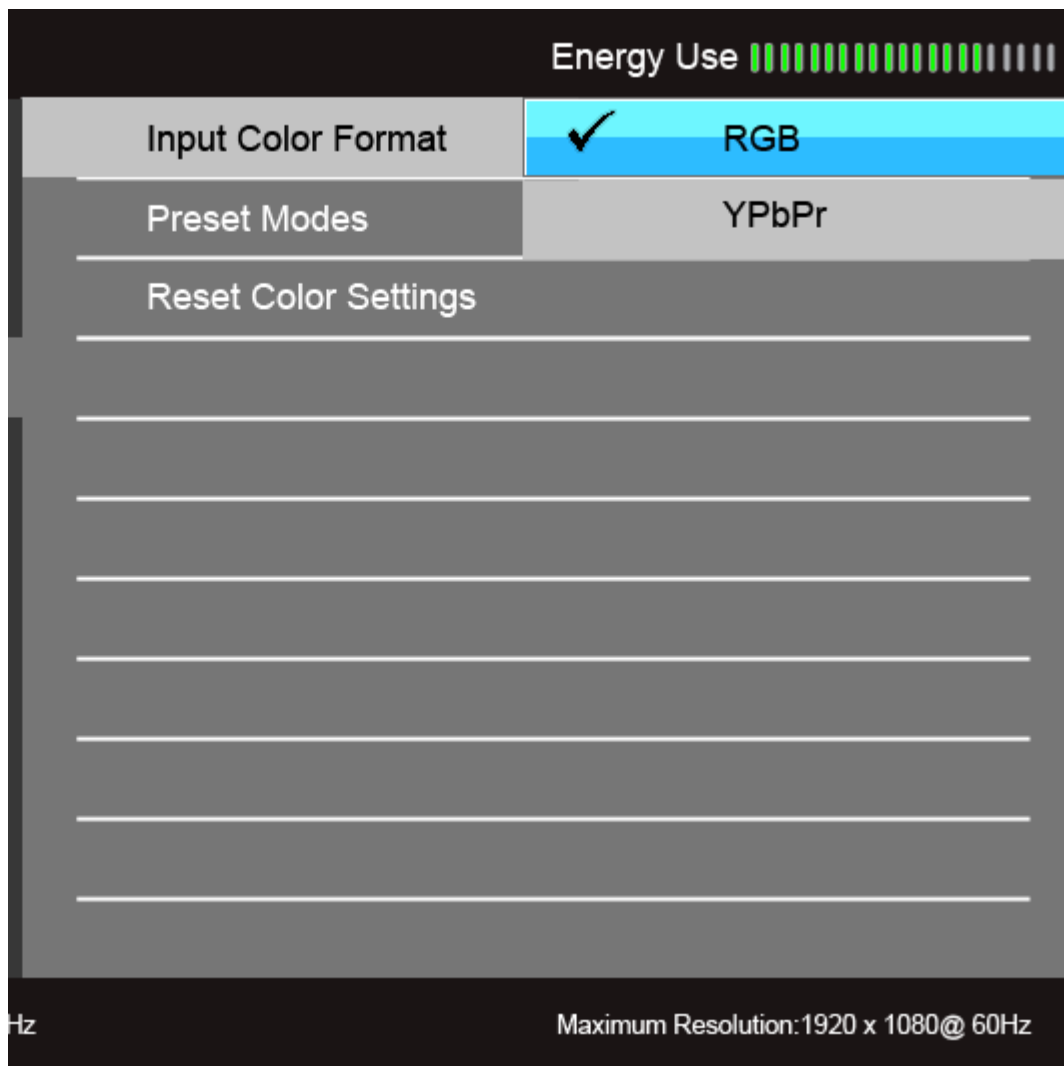 Energy Use
Input Color Format RGB
Preset Modes YPbPr
Reset Color Settings
Hz Maximum Resolution:1920 x 1080@ 60Hz